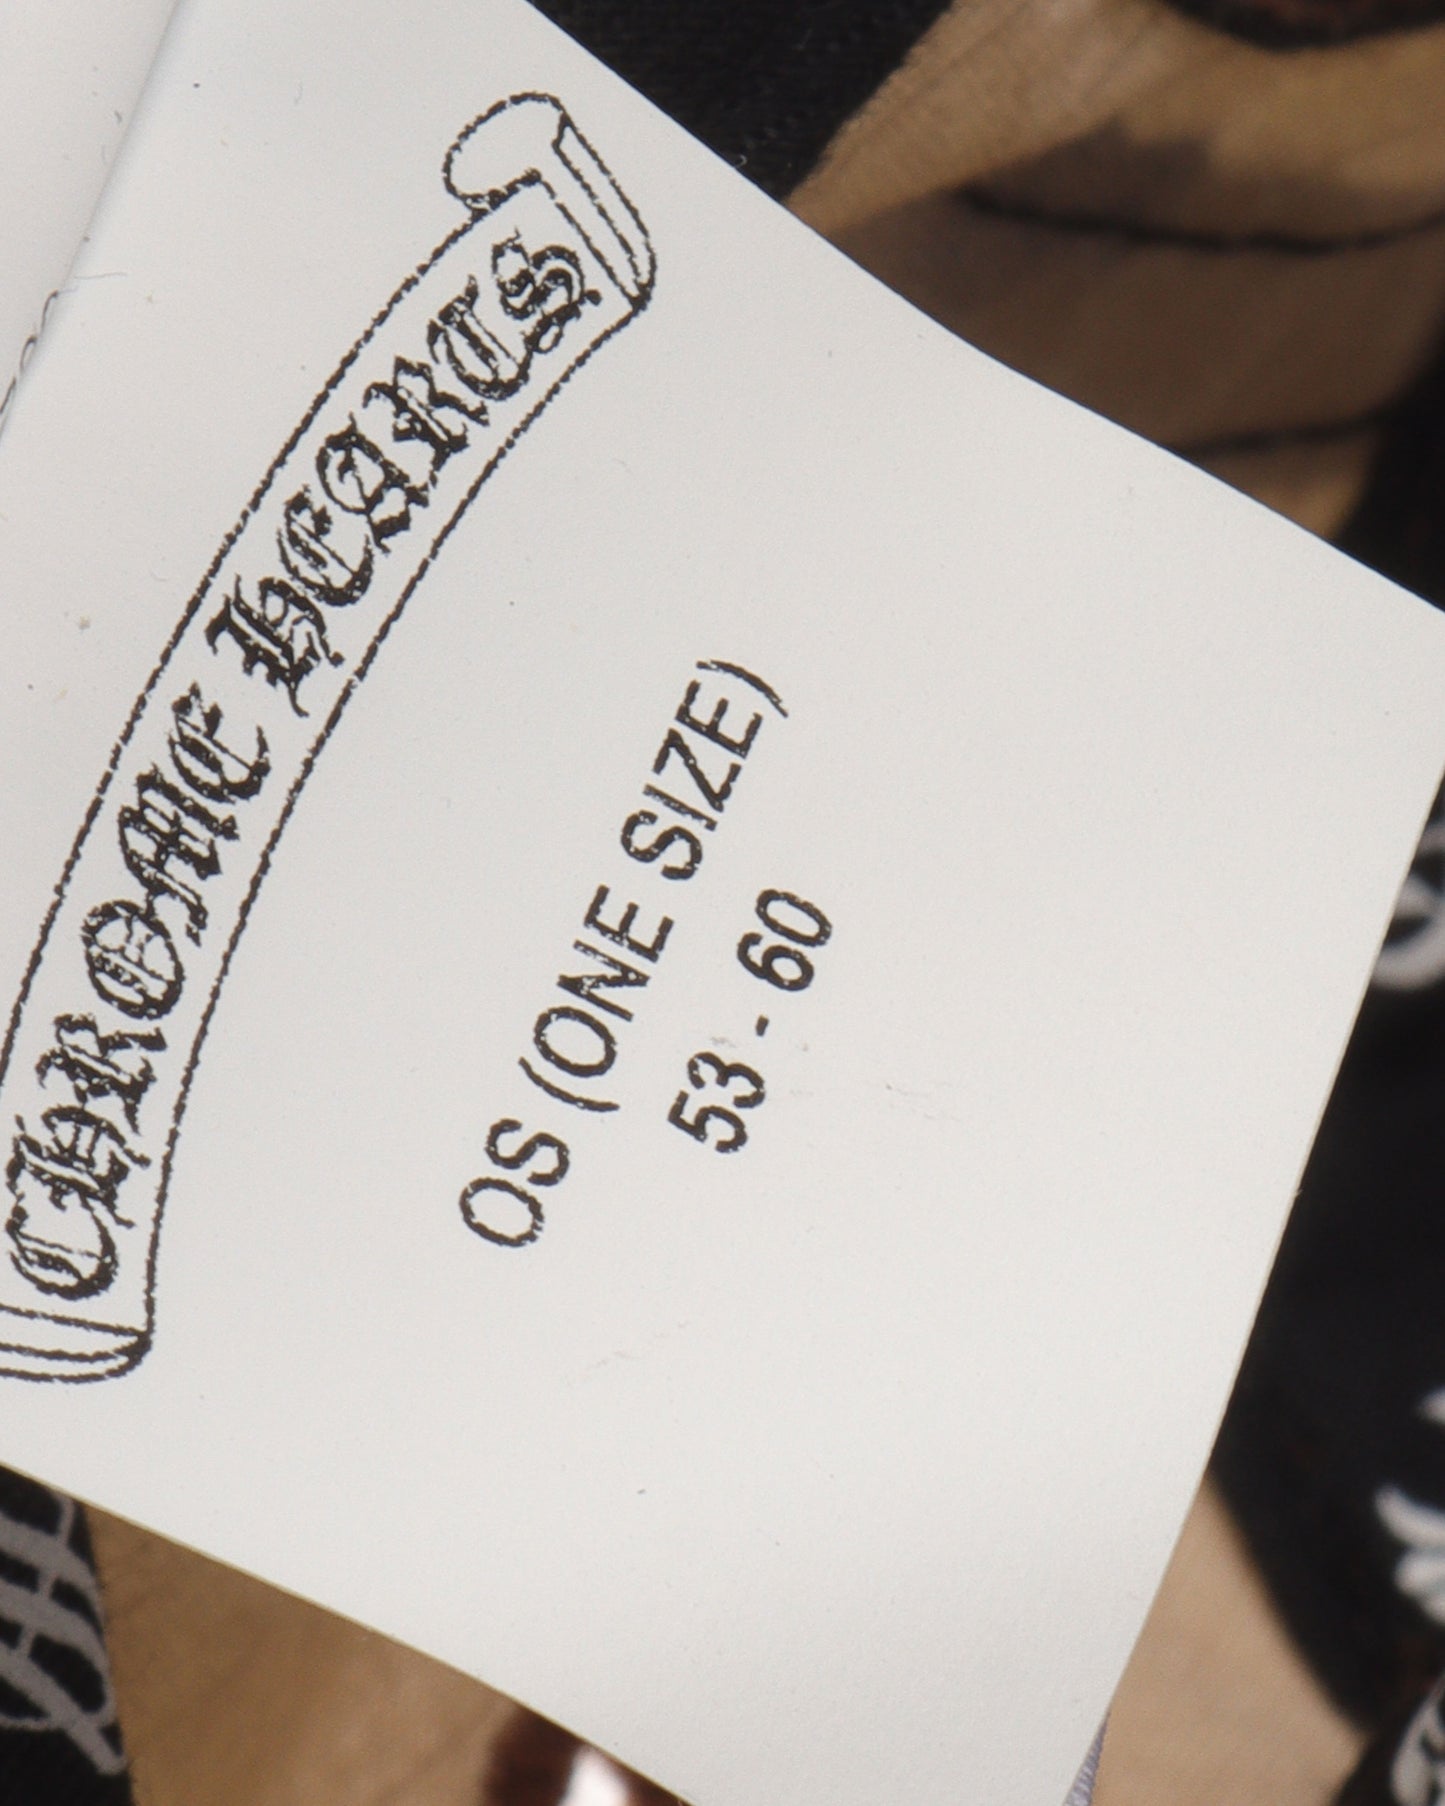 CHROME HEARTS
OS (ONE SIZE)
53 - 60